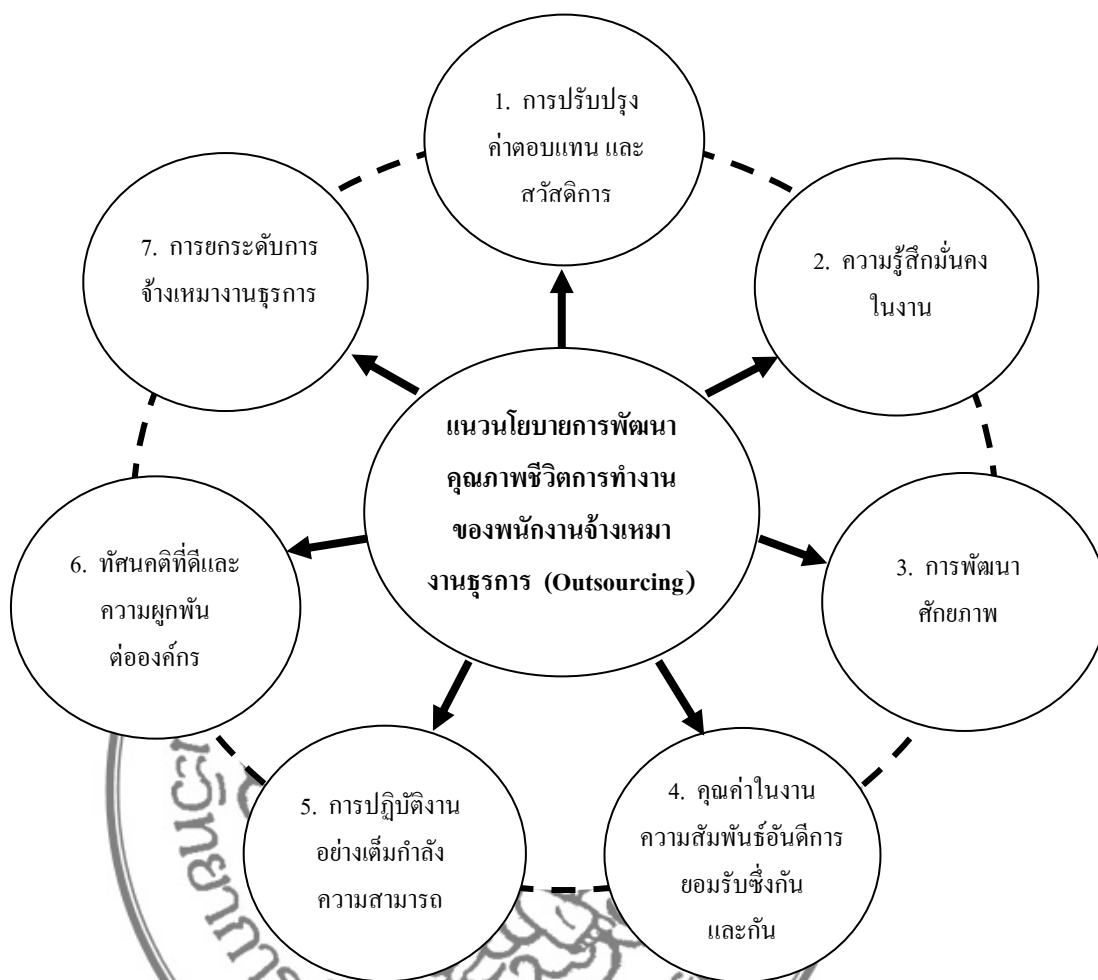 1. การปรับปรุง
ค่าตอบแทน และ
สวัสดิการ
2. ความรู้สึกมั่นคง
ในงาน
3. การพัฒนา
ศักยภาพ
4. คุณค่าในงาน
ความสัมพันธ์อันดีการ
ยอมรับซึ่งกัน
และกัน
5. การปฏิบัติงาน
อย่างเต็มกำลัง
ความสามารถ
6. ทัศนคติที่ดีและ
ความผูกพัน
ต่อองค์กร
7. การยกระดับการ
จ้างเหมางานธุรการ
แนวนโยบายการพัฒนา
คุณภาพชีวิตการทำงาน
ของพนักงานจ้างเหมา
งานธุรการ (Outsourcing)